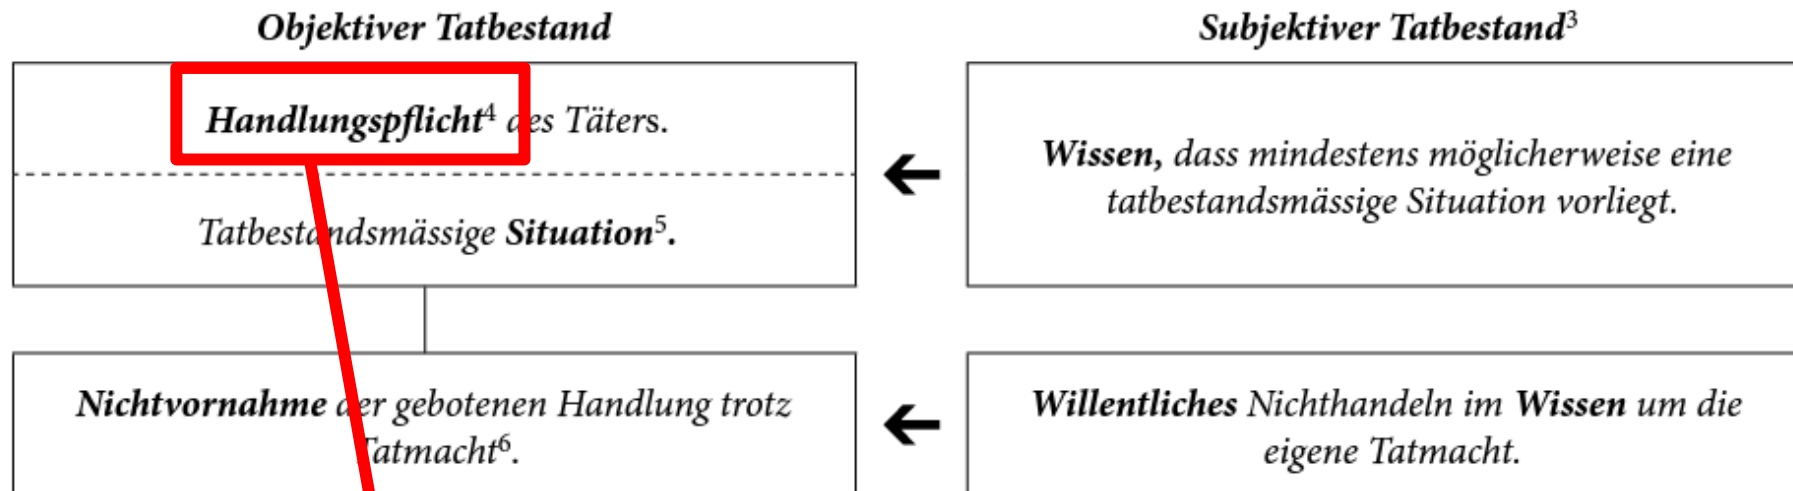 Objektiver Tatbestand
Subjektiver Tatbestand³
Handlungspflicht⁴ des Täters.
Tatbestandsmässige Situation⁵.
Wissen, dass mindestens möglicherweise eine
tatbestandsmässige Situation vorliegt.
Nichtvornahme der gebotenen Handlung trotz
Tatmacht⁶.
Willentliches Nichthandeln im Wissen um die
eigene Tatmacht.